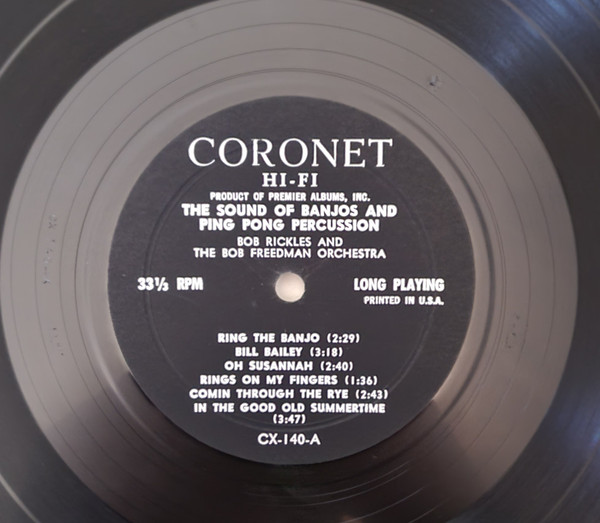 CORONET
HI-FI
PRODUCT OF PREMIER ALBUMS, INC.
THE SOUND OF BANJOS AND
PING PONG PERCUSSION
BOB RICKLES AND
THE BOB FREEDMAN ORCHESTRA
33⅓ RPM
LONG PLAYING
PRINTED IN U.S.A.
RING THE BANJO (2:29)
BILL BAILEY (3:18)
OH SUSANNAH (2:40)
RINGS ON MY FINGERS (1:36)
COMIN THROUGH THE RYE (2:43)
IN THE GOOD OLD SUMMERTIME
(3:47)
CX-140-A